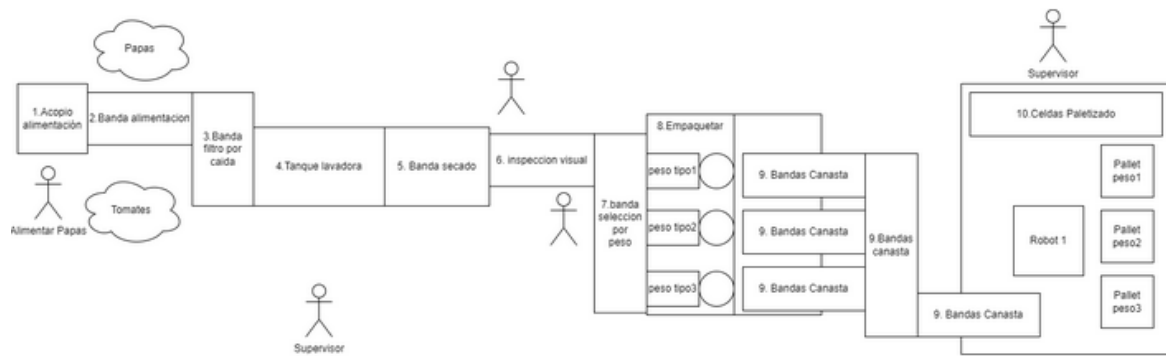 Papas
Supervisor
1.Acopio
alimentación
2.Banda alimentacion
3.Banda
filtro por
caida
4.Tanque lavadora
5. Banda secado
6. inspeccion visual
7.banda
seleccion
por
peso
8.Empaquetar
peso tipo1
peso tipo2
peso tipo3
9. Bandas Canasta
9. Bandas Canasta
9. Bandas Canasta
9.Bandas
canasta
9. Bandas Canasta
10.Celdas Paletizado
Robot 1
Pallet
peso1
Pallet
peso2
Pallet
peso3
Tomates
Alimentar Papas
Supervisor